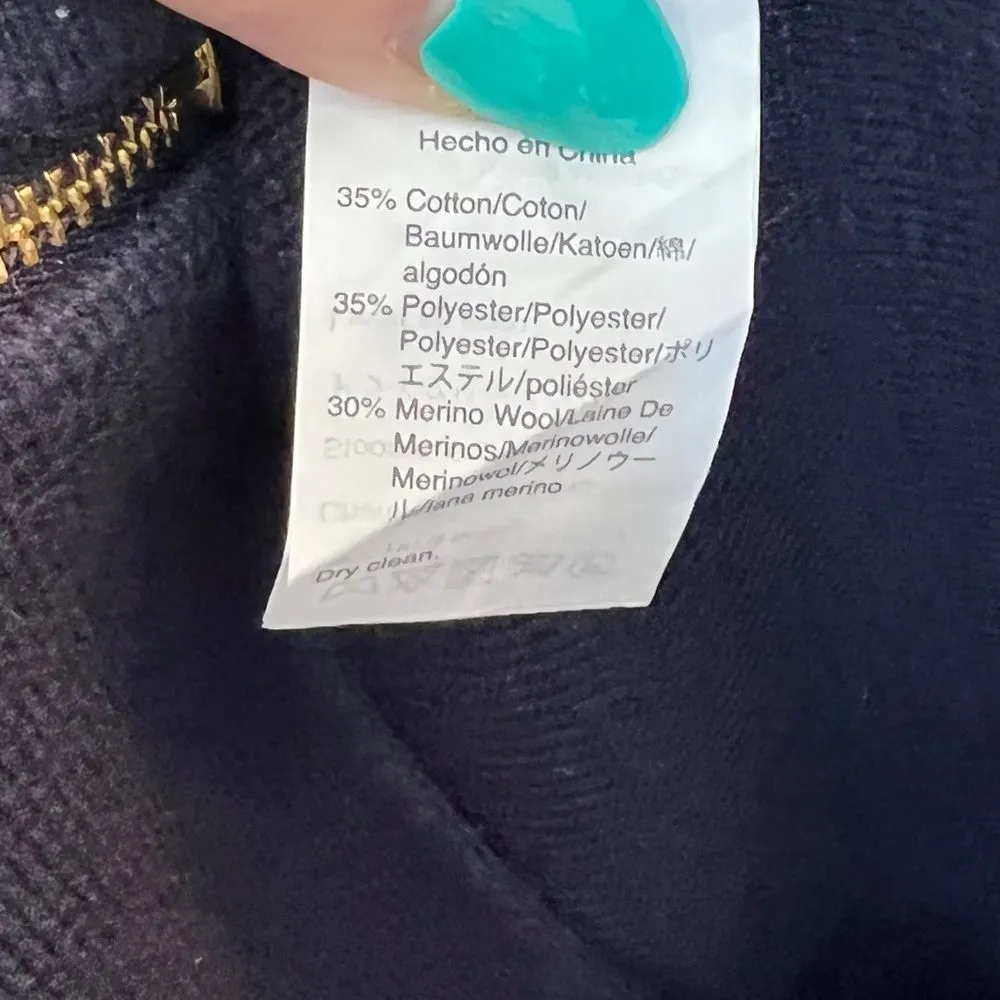 Hecho en China
35% Cotton/Coton/
Baumwolle/Katoen/綿/
algodón
35% Polyester/Polyester/
Polyester/Polyester/ポリ
エステル/poliéster
30% Merino Wool/Laine De
Merinos/Merinowolle/
Merinowol/メリノウー
ル/lana merino
Dry clean.